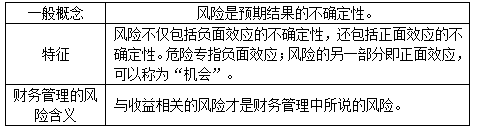 一般概念
风险是预期结果的不确定性。
特征
风险不仅包括负面效应的不确定性，还包括正面效应的不
确定性。危险专指负面效应；风险的另一部分即正面效应，
可以称为“机会”。
财务管理的风
险含义
与收益相关的风险才是财务管理中所说的风险。